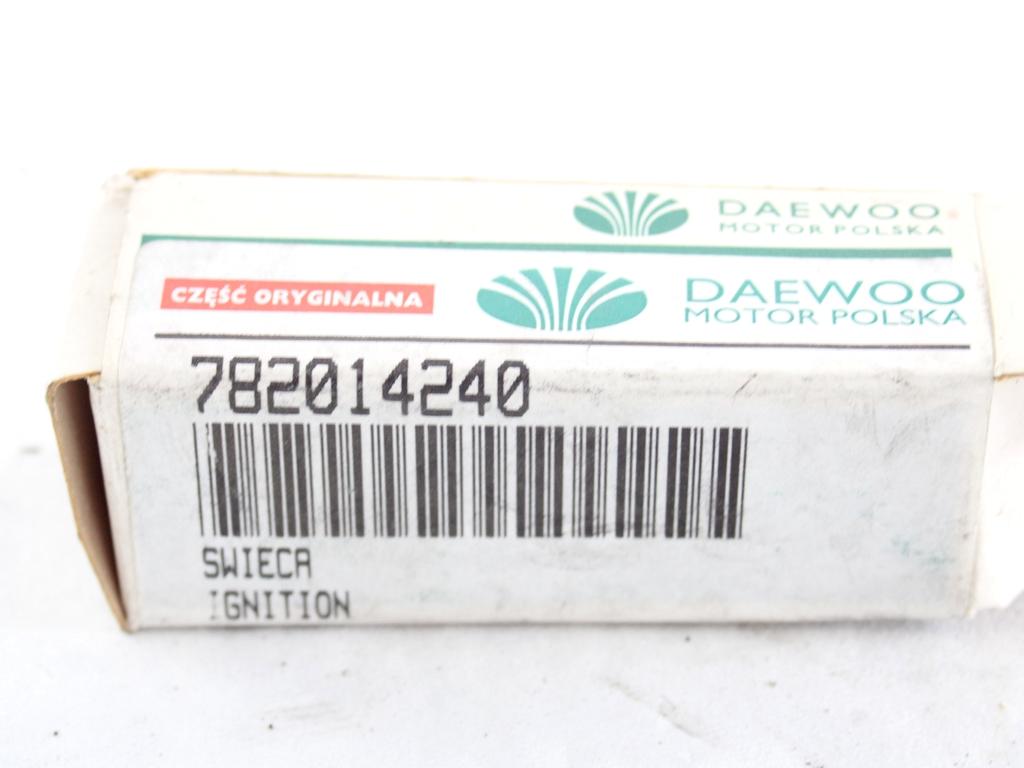 DAEWOO
MOTOR POLSKA
CZĘŚĆ ORYGINALNA
DAEWOO
MOTOR POLSKA
782014240
SWIECA
IGNITION